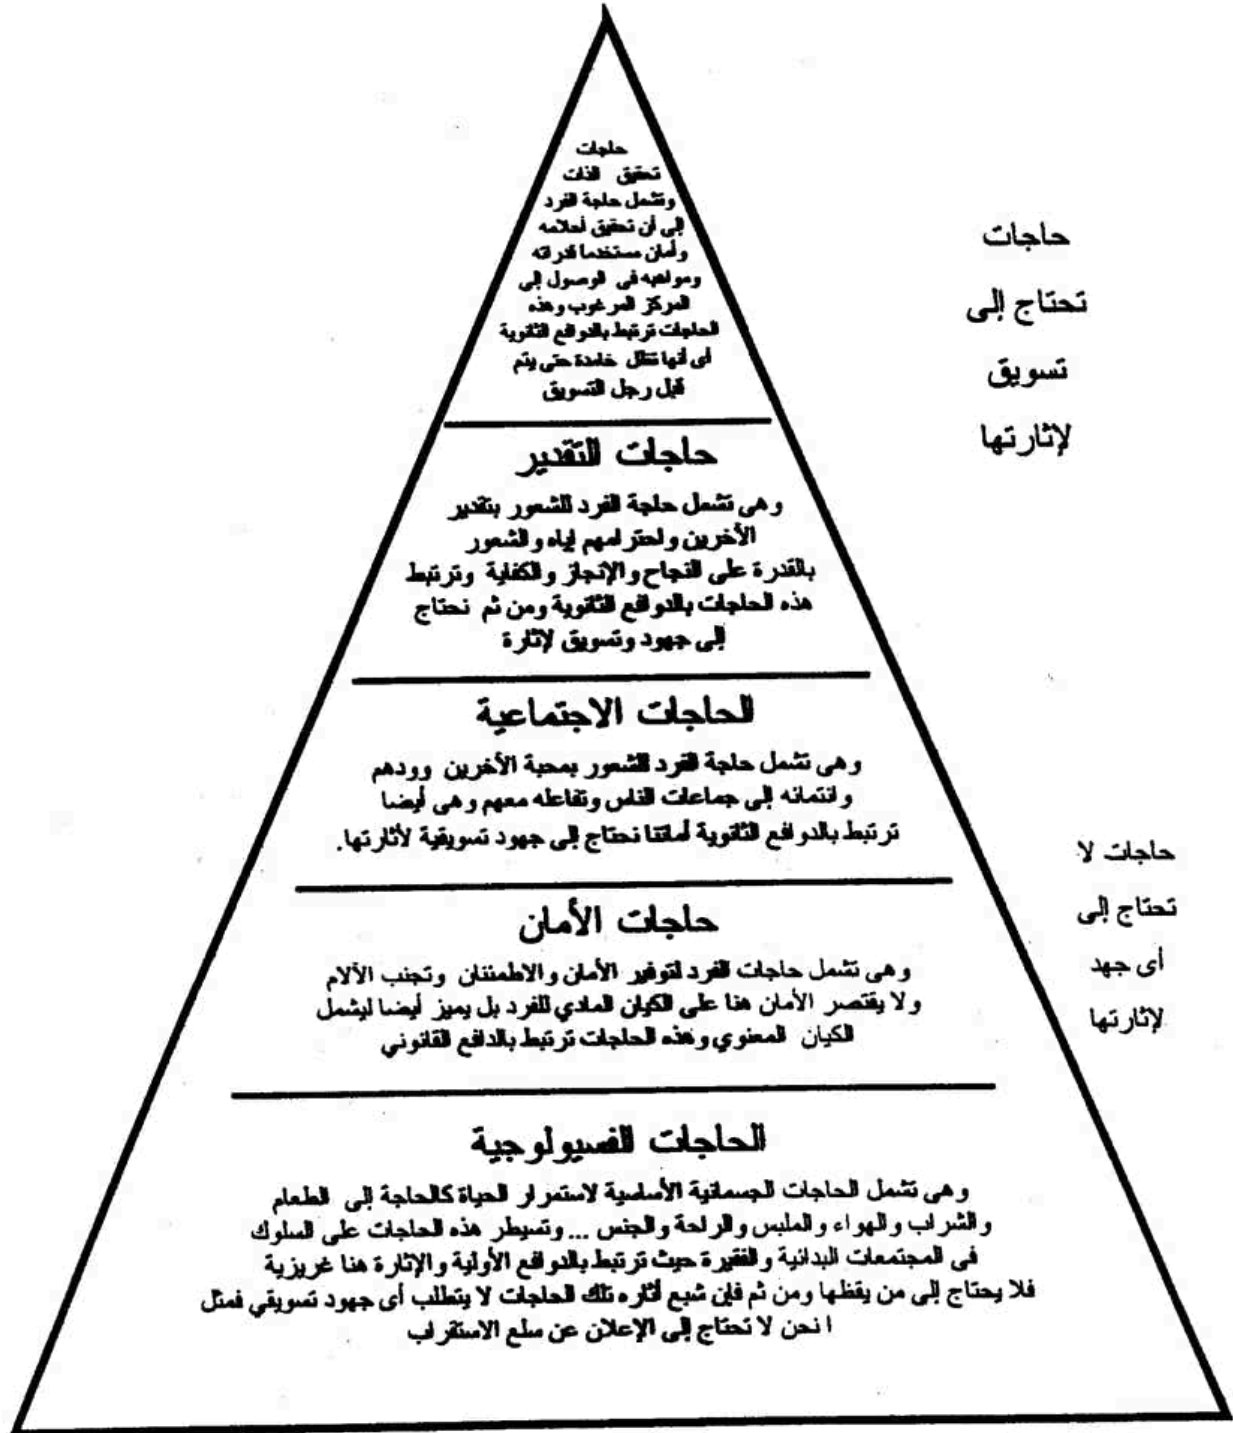 حاجات
تحقيق الذات
وتشمل حاجة الفرد
إلى أن تحقيق أحلامه
وأمان مستخدما قدراته
ومواهبه فى الوصول إلى
المركز المرغوب وهذه
الحاجات ترتبط بالدوافع الثانوية
أى أنها تظل خامدة حتى يتم
قبل رجل التسويق
حاجات
تحتاج إلى
تسويق
لإثارتها
حاجات التقدير
وهى تشمل حاجة الفرد للشعور بتقدير
الأخرين واحترامهم إياه والشعور
بالقدرة على النجاح والإنجاز والكفاية وترتبط
هذه الحاجات بالدوافع الثانوية ومن ثم نحتاج
إلى جهود وتسويق لإثارة
الحاجات الاجتماعية
وهى تشمل حاجة الفرد للشعور بمحبة الأخرين وودهم
وانتمائه إلى جماعات الناس وتفاعله معهم وهى أيضا
ترتبط بالدوافع الثانوية نحتاج إلى جهود تسويقية لأثارتها.
حاجات لا
تحتاج إلى
أى جهد
لإثارتها
حاجات الأمان
وهى تشمل حاجات الفرد لتوفير الأمان والاطمئنان وتجنب الآلام
ولا يقتصر الأمان هنا على الكيان المادي للفرد بل يميز أيضا ليشمل
الكيان المعنوي وهذه الحاجات ترتبط بالدافع القانوني
الحاجات الفسيولوجية
وهى تشمل الحاجات الجسمانية الأساسية لاستمرار الحياة كالحاجة إلى الطعام
والشراب والهواء والملبس والراحة والجنس ... وتسيطر هذه الحاجات على السلوك
فى المجتمعات البدائية والفقيرة حيث ترتبط بالدوافع الأولية والإثارة هنا غريزية
فلا يحتاج إلى من يقظها ومن ثم فإن شبع أثاره تلك الحاجات لا يتطلب أى جهود تسويقي فمثل
ا نحن لا نحتاج إلى الإعلان عن سلع الاستقراب